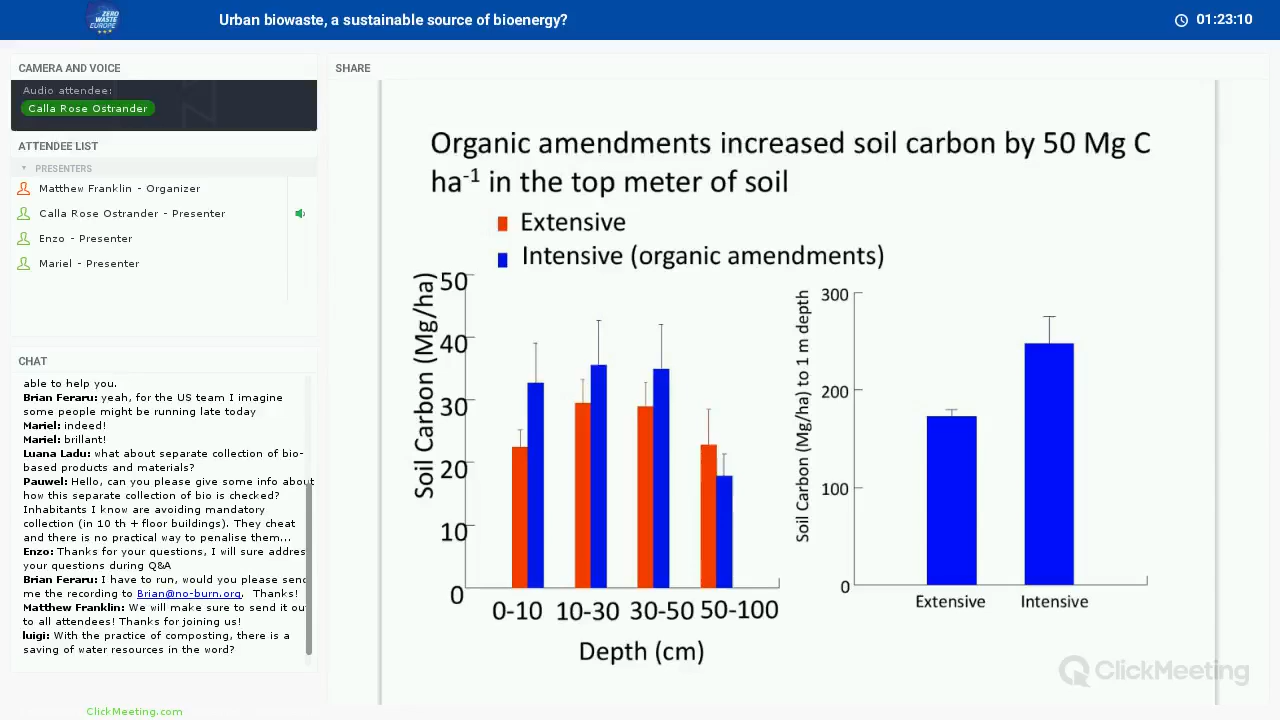 ZERO
WASTE
EUROPE
Urban biowaste, a sustainable source of bioenergy?
01:23:10
CAMERA AND VOICE
Audio attendee:
Calla Rose Ostrander
ATTENDEE LIST
PRESENTERS
Matthew Franklin - Organizer
Calla Rose Ostrander - Presenter
Enzo - Presenter
Mariel - Presenter
CHAT
able to help you.
Brian Feraru: yeah, for the US team I imagine
some people might be running late today
Mariel: indeed!
Mariel: brillant!
Luana Ladu: what about separate collection of bio-
based products and materials?
Pauwel: Hello, can you please give some info about
how this separate collection of bio is checked?
Inhabitants I know are avoiding mandatory
collection (in 10 th + floor buildings). They cheat
and there is no practical way to penalise them...
Enzo: Thanks for your questions, I will sure addres
your questions during Q&A
Brian Feraru: I have to run, would you please send
me the recording to Brian@no-burn.org. Thanks!
Matthew Franklin: We will make sure to send it out
to all attendees! Thanks for joining us!
luigi: With the practice of composting, there is a
saving of water resources in the word?
ClickMeeting.com
SHARE
Organic amendments increased soil carbon by 50 Mg C
ha-1 in the top meter of soil
Extensive
Intensive (organic amendments)
Soil Carbon (Mg/ha)
50
40
30
20
10
0
0-10 10-30 30-50 50-100
Depth (cm)
Soil Carbon (Mg/ha) to 1 m depth
300
200
100
0
Extensive Intensive
ClickMeeting